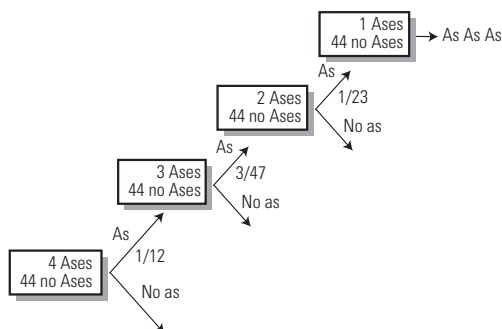 1 Ases
44 no Ases
As As As
As
1/23
No as
2 Ases
44 no Ases
As
3/47
No as
3 Ases
44 no Ases
As
1/12
No as
4 Ases
44 no Ases